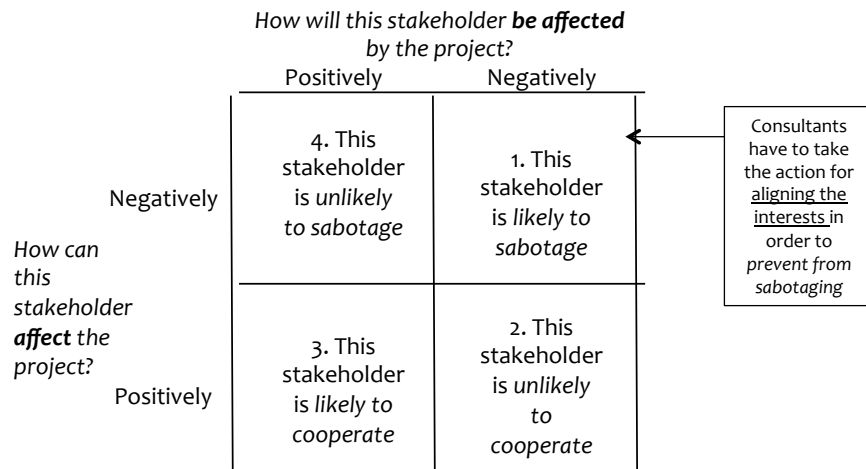 How will this stakeholder be affected
by the project?
Positively
Negatively
4. This
stakeholder
is unlikely
to sabotage
1. This
stakeholder
is likely to
sabotage
Negatively
How can
this
stakeholder
affect the
project?
3. This
stakeholder
is likely to
cooperate
2. This
stakeholder
is unlikely
to
cooperate
Positively
Consultants
have to take
the action for
aligning the
interests in
order to
prevent from
sabotaging